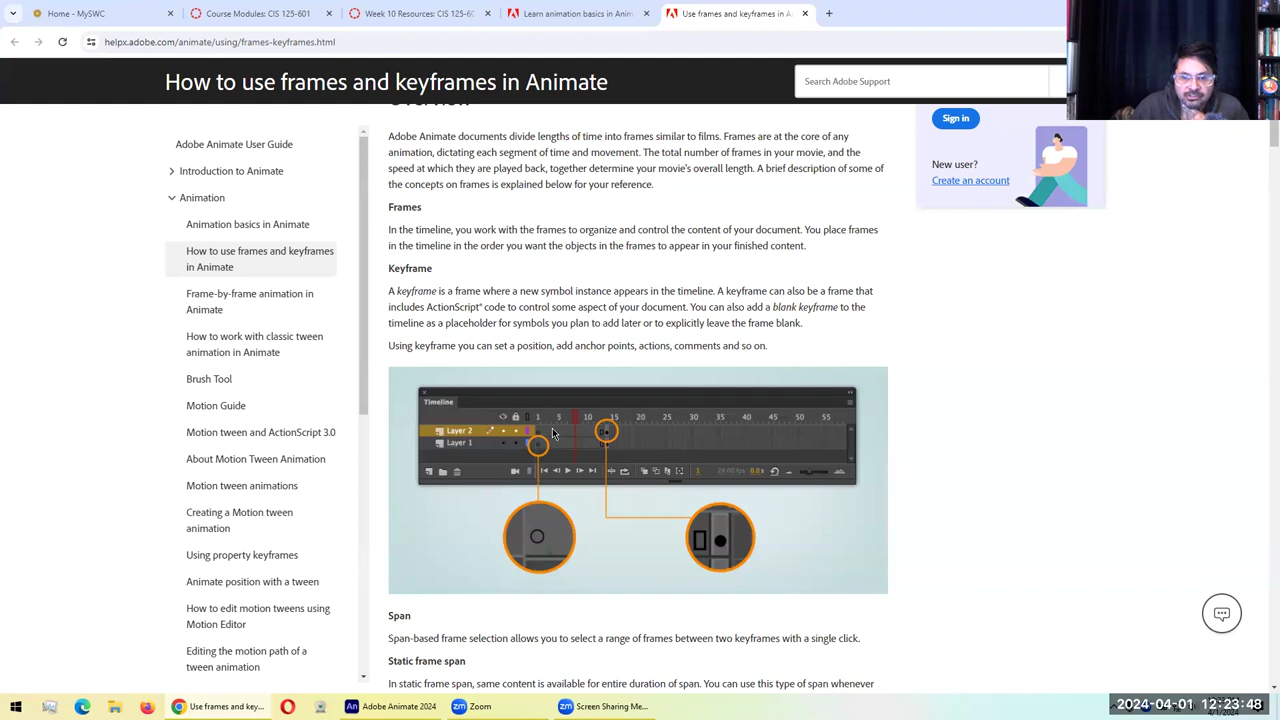 Home - MySWC
Course Modules: CIS 125-601
Week 10 Resources: CIS 125-60
Learn animation basics in Anim
Use frames and keyframes in A
helpx.adobe.com/animate/using/frames-keyframes.html
How to use frames and keyframes in Animate
Search Adobe Support
Adobe Animate User Guide
Introduction to Animate
Animation
Animation basics in Animate
How to use frames and keyframes
in Animate
Frame-by-frame animation in
Animate
How to work with classic tween
animation in Animate
Brush Tool
Motion Guide
Motion tween and ActionScript 3.0
About Motion Tween Animation
Motion tween animations
Creating a Motion tween
animation
Using property keyframes
Animate position with a tween
How to edit motion tweens using
Motion Editor
Editing the motion path of a
tween animation
Adobe Animate documents divide lengths of time into frames similar to films. Frames are at the core of any
animation, dictating each segment of time and movement. The total number of frames in your movie, and the
speed at which they are played back, together determine your movie's overall length. A brief description of some of
the concepts on frames is explained below for your reference.
Frames
In the timeline, you work with the frames to organize and control the content of your document. You place frames
in the timeline in the order you want the objects in the frames to appear in your finished content.
Keyframe
A keyframe is a frame where a new symbol instance appears in the timeline. A keyframe can also be a frame that
includes ActionScript® code to control some aspect of your document. You can also add a blank keyframe to the
timeline as a placeholder for symbols you plan to add later or to explicitly leave the frame blank.
Using keyframe you can set a position, add anchor points, actions, comments and so on.
Timeline
1 5 10 15 20 25 30 35 40 45 50 55
Layer 2
Layer 1
1 24.00 fps 0.0 s
Span
Span-based frame selection allows you to select a range of frames between two keyframes with a single click.
Static frame span
In static frame span, same content is available for entire duration of span. You can use this type of span whenever
Sign in
New user?
Create an account
Use frames and key...
Adobe Animate 2024
Zoom
Screen Sharing Me...
2024-04-01 12:23:48